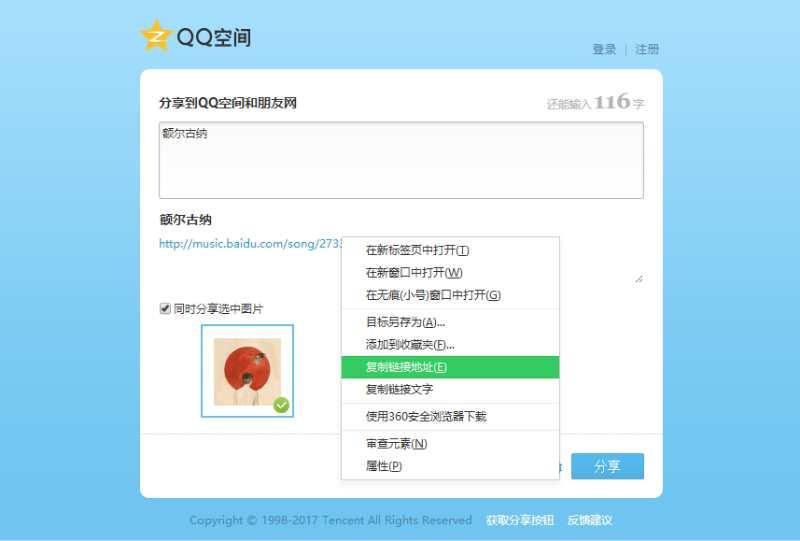 QQ空间
登录 | 注册
分享到QQ空间和朋友网 还能输入 116 字
额尔古纳
额尔古纳
http://music.baidu.com/song/273
在新标签页中打开(T)
在新窗口中打开(W)
在无痕(小号)窗口中打开(G)
同时分享选中图片
目标另存为(A)...
添加到收藏夹(F)...
复制链接地址(E)
复制链接文字
使用360安全浏览器下载
审查元素(N)
属性(P)
分享
Copyright © 1998-2017 Tencent All Rights Reserved 获取分享按钮 反馈建议